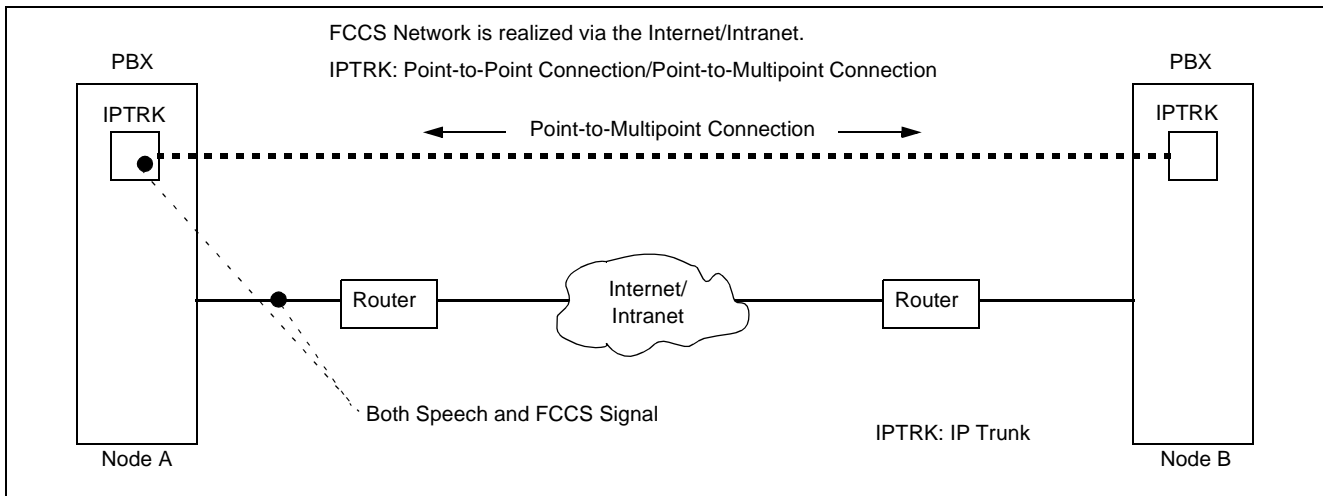 FCCS Network is realized via the Internet/Intranet.
IPTRK: Point-to-Point Connection/Point-to-Multipoint Connection
PBX
PBX
IPTRK
IPTRK
Point-to-Multipoint Connection
Router
Internet/
Intranet
Router
Both Speech and FCCS Signal
IPTRK: IP Trunk
Node A
Node B